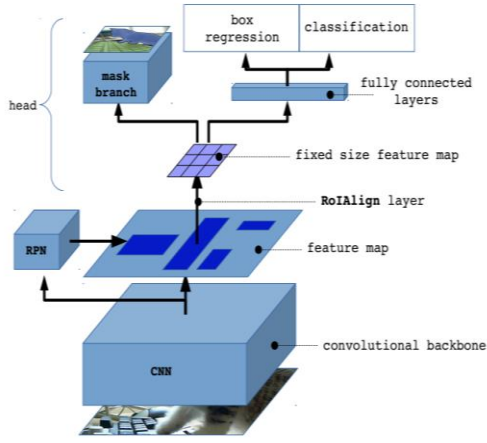 box
regression
classification
mask
branch
fully connected
layers
head
fixed size feature map
RoIAlign layer
RPN
feature map
convolutional backbone
CNN